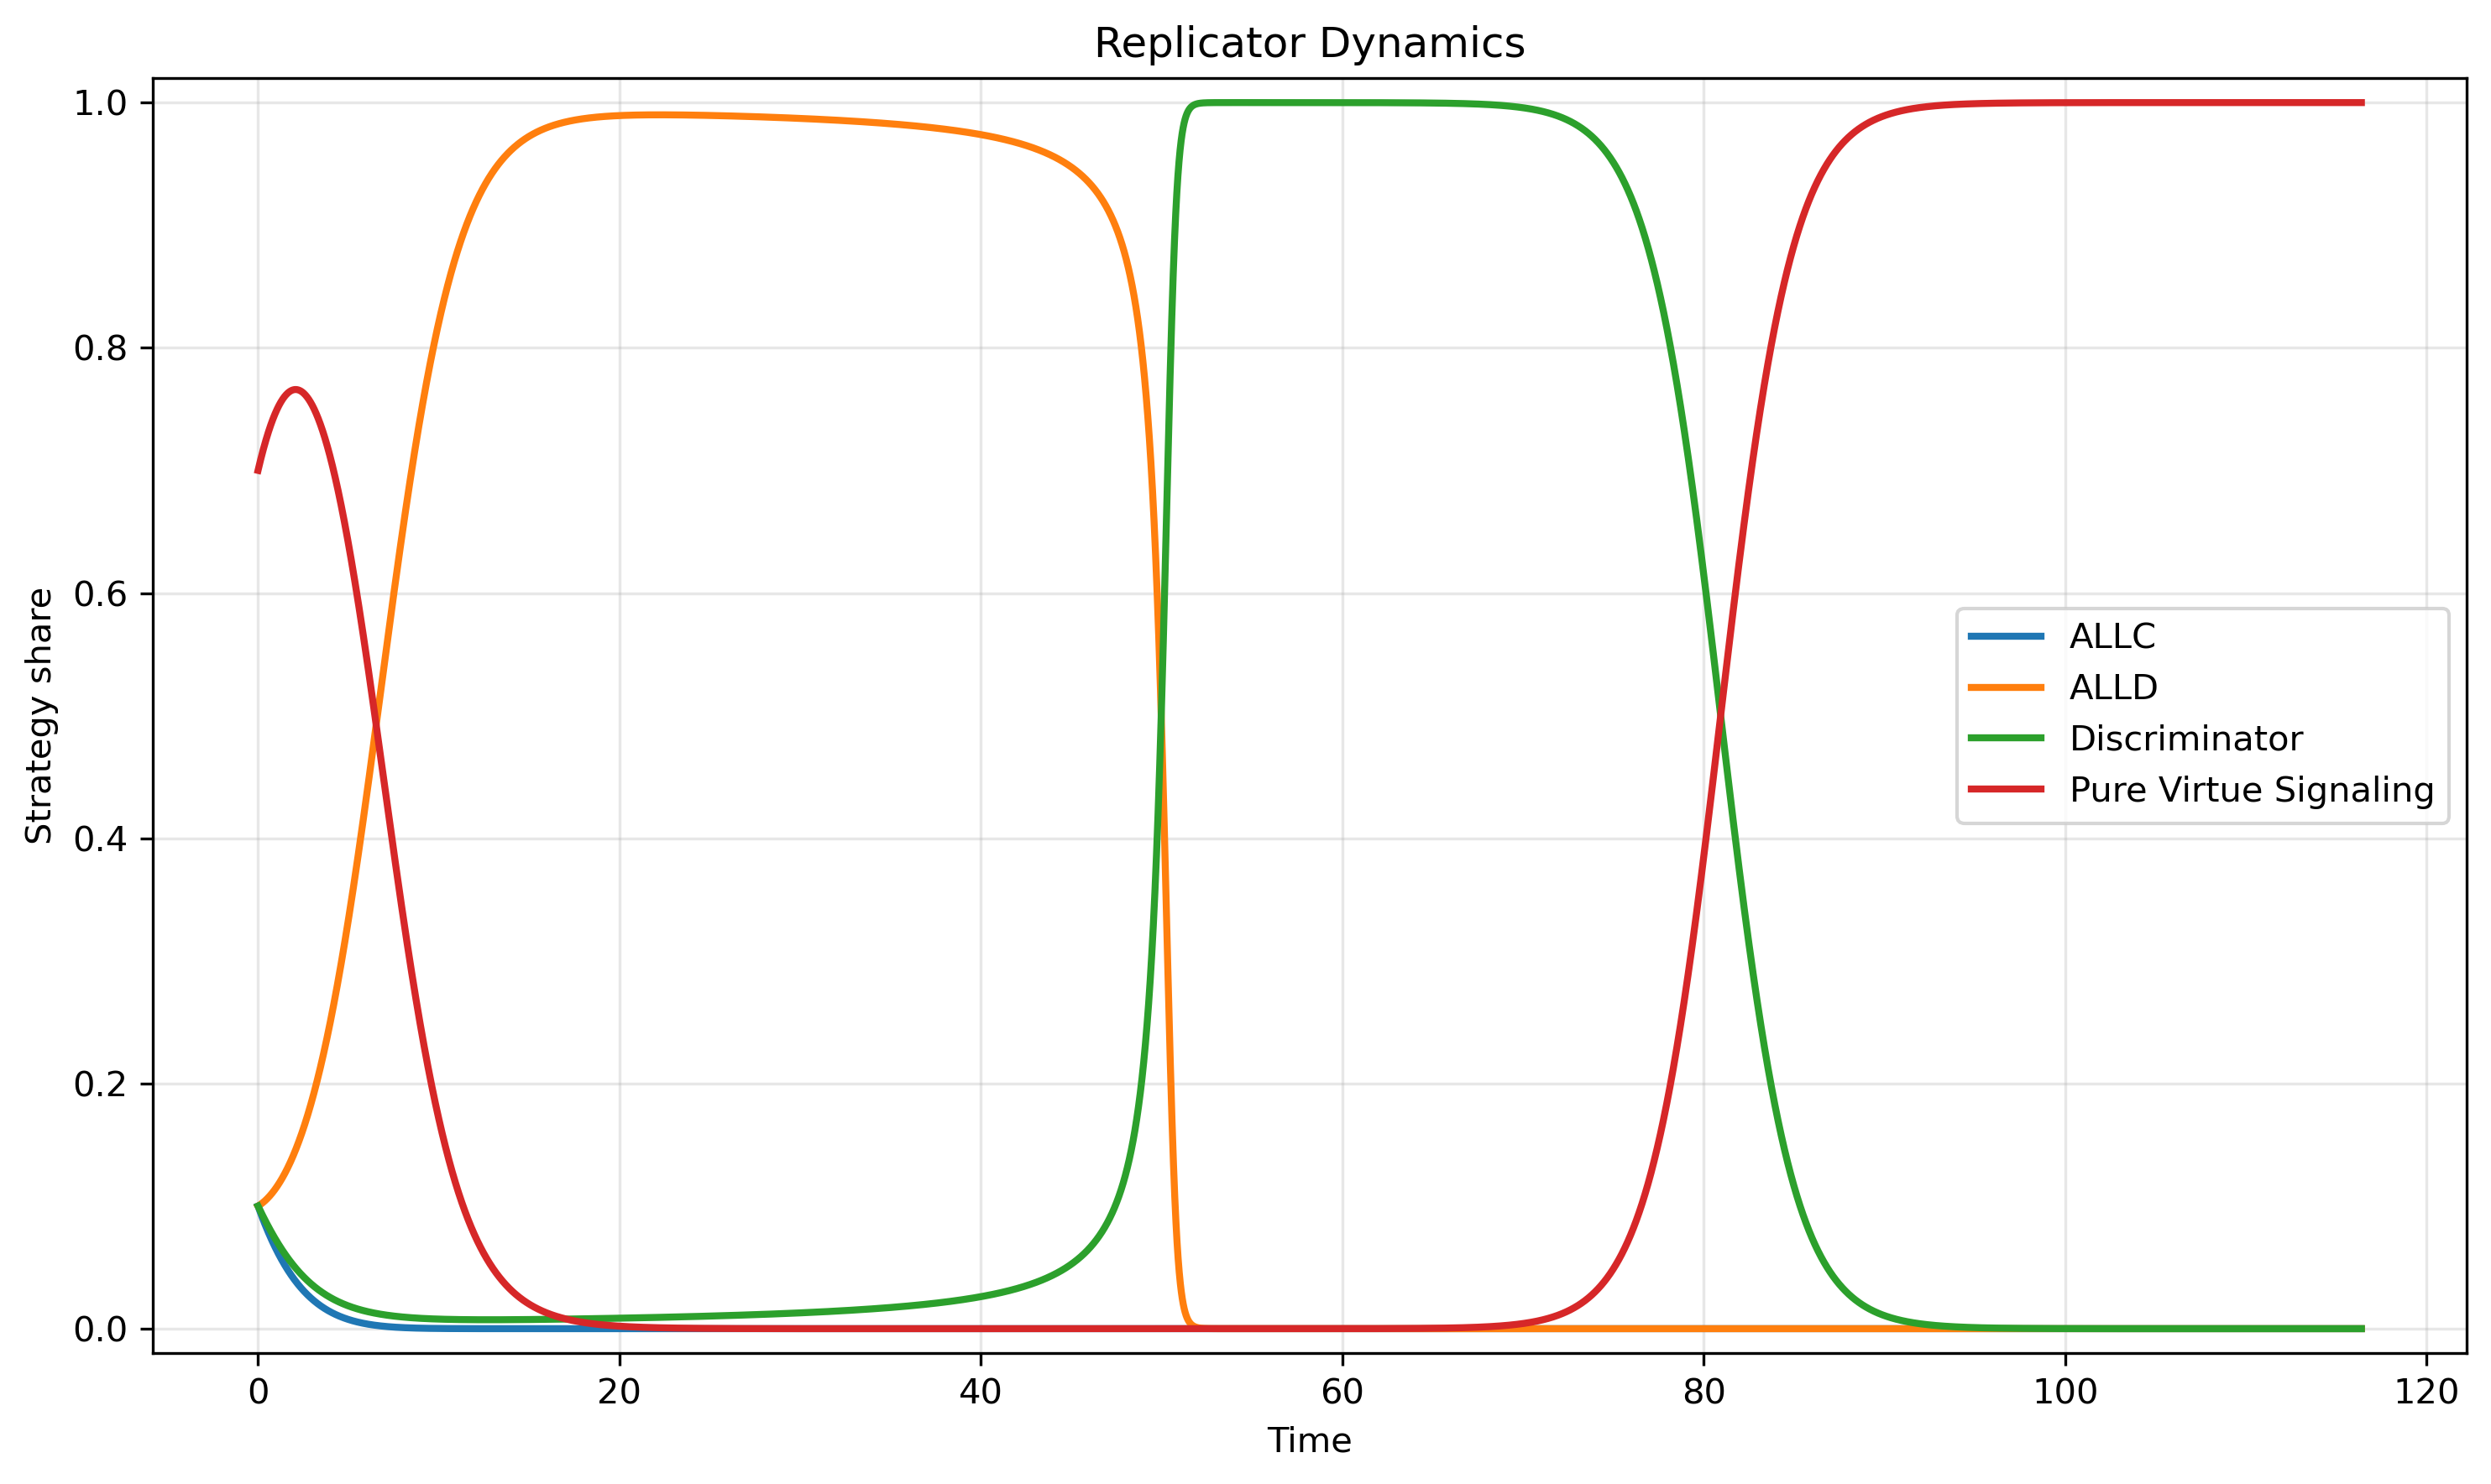 Replicator Dynamics
Strategy share
1.0
0.8
0.6
0.4
0.2
0.0
ALLC
ALLD
Discriminator
Pure Virtue Signaling
0 20 40 60 80 100 120
Time